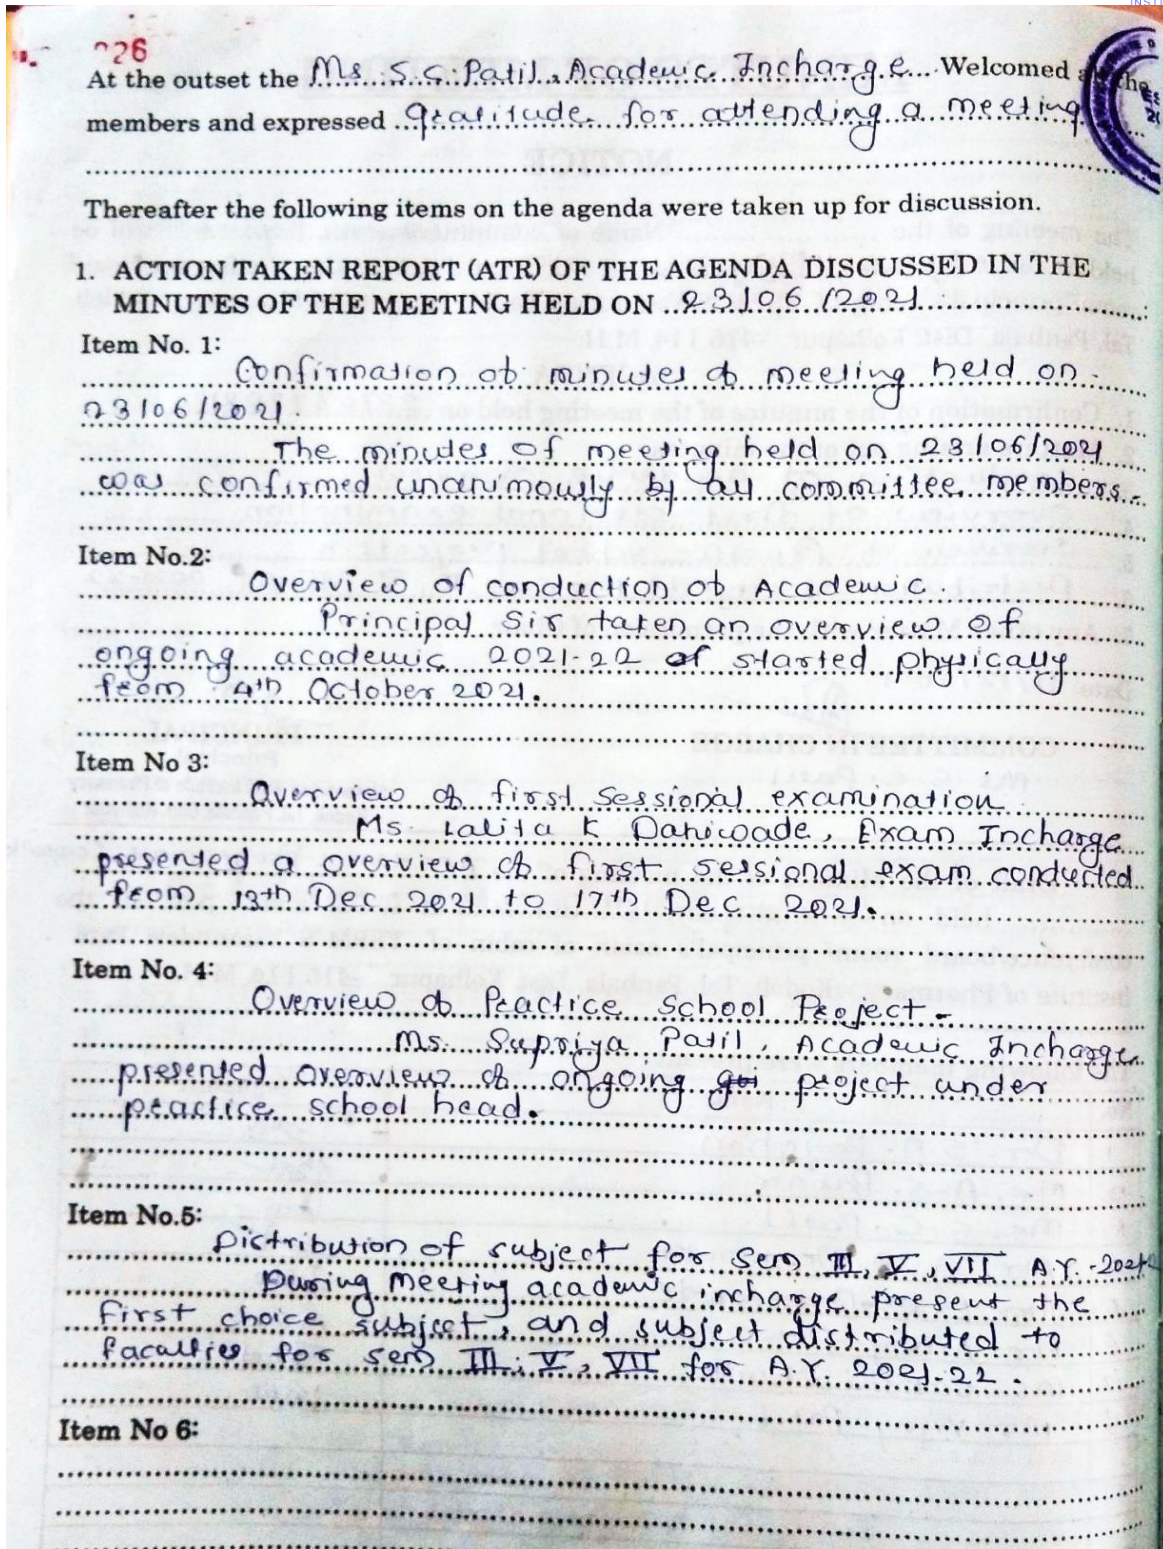 INSTI
26
At the outset the Ms. S. S. Patil, Academic Incharge Welcomed the
members and expressed gratitude for attending a meeting
Thereafter the following items on the agenda were taken up for discussion.
1. ACTION TAKEN REPORT (ATR) OF THE AGENDA DISCUSSED IN THE
MINUTES OF THE MEETING HELD ON 23/06/2021
Item No. 1:
Confirmation of minutes of meeting held on
23/06/2021
The minutes of meeting held on 23/06/2021
was confirmed unanimously by all committee members.
Item No.2:
Overview of conduction of Academic.
Principal Sir taken an overview of
ongoing academic 2021-22 of started physically
from 4th October 2021.
Item No 3:
Overview of first sessional examination
Ms. Lalita K Dahiwade, Exam Incharge
presented a overview of first sessional exam conducted
from 13th Dec 2021 to 17th Dec 2021.
Item No. 4:
Overview of Practice School Project -
Ms. Supriya Patil, Academic Incharge
presented overview of ongoing project under
practice school head.
Item No.5:
Distribution of subject for sem III, V, VII A.Y.
During meeting academic incharge present the
first choice subject, and subject distributed to
faculties for sem III, V, VII for A.Y. 2021-22.
Item No 6: